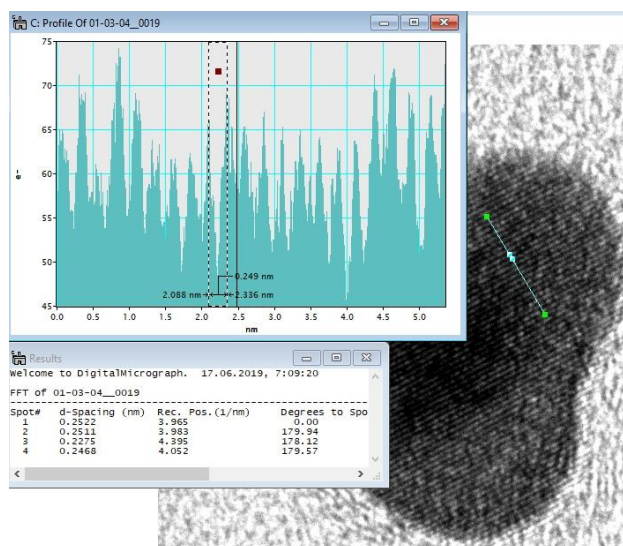 C: Profile Of 01-03-04__0019
75
70
65
60
55
50
45
e-
0.249 nm
2.088 nm
2.336 nm
0.0 0.5 1.0 1.5 2.0 2.5 3.0 3.5 4.0 4.5 5.0
nm
Results
Welcome to DigitalMicrograph. 17.06.2019, 7:09:20
FFT of 01-03-04__0019
Spot# d-Spacing (nm) Rec. Pos.(1/nm) Degrees to Spo
1 0.2522 3.965 0.00
2 0.2511 3.983 179.94
3 0.2275 4.395 178.12
4 0.2468 4.052 179.57